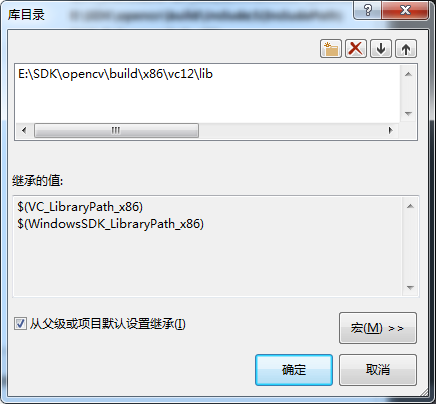 库目录
E:\SDK\opencv\build\x86\vc12\lib
继承的值:
$(VC_LibraryPath_x86)
$(WindowsSDK_LibraryPath_x86)
从父级或项目默认设置继承(I)
宏(M) >>
确定
取消